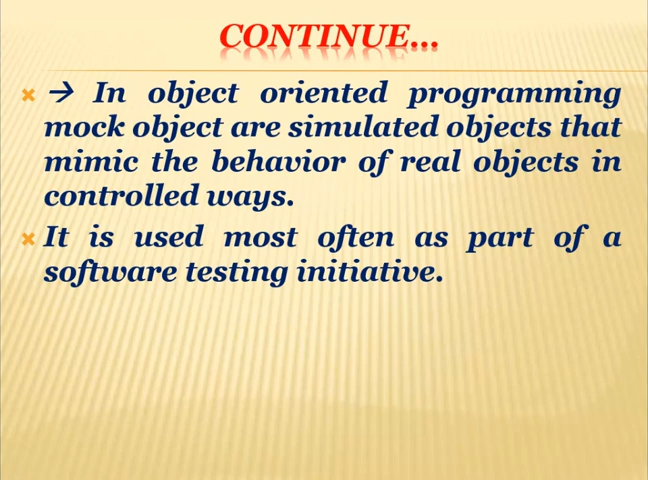 CONTINUE...
→ In object oriented programming
mock object are simulated objects that
mimic the behavior of real objects in
controlled ways.
It is used most often as part of a
software testing initiative.